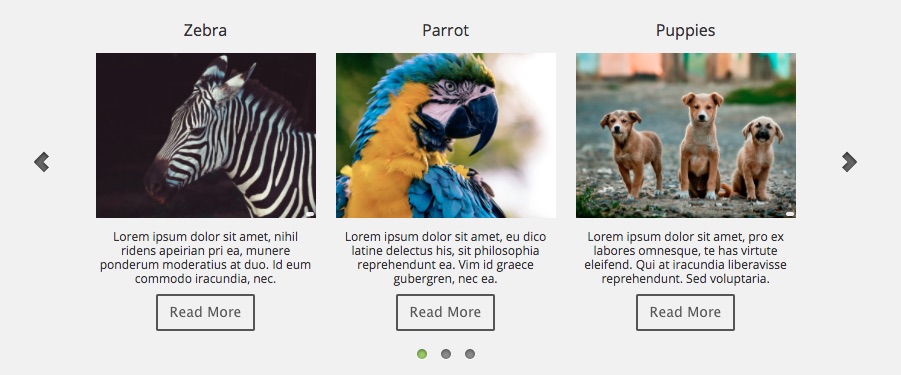 Zebra
Parrot
Puppies
Lorem ipsum dolor sit amet, nihil
ridens apeirian pri ea, munere
ponderum moderatius at duo. Id eum
commodo iracundia, nec.
Lorem ipsum dolor sit amet, eu dico
latine delectus his, sit philosophia
reprehendunt ea. Vim id graece
gubergren, nec ea.
Lorem ipsum dolor sit amet, pro ex
labores omnesque, te has virtute
eleifend. Qui at iracundia liberavisse
reprehendunt. Sed voluptaria.
Read More
Read More
Read More